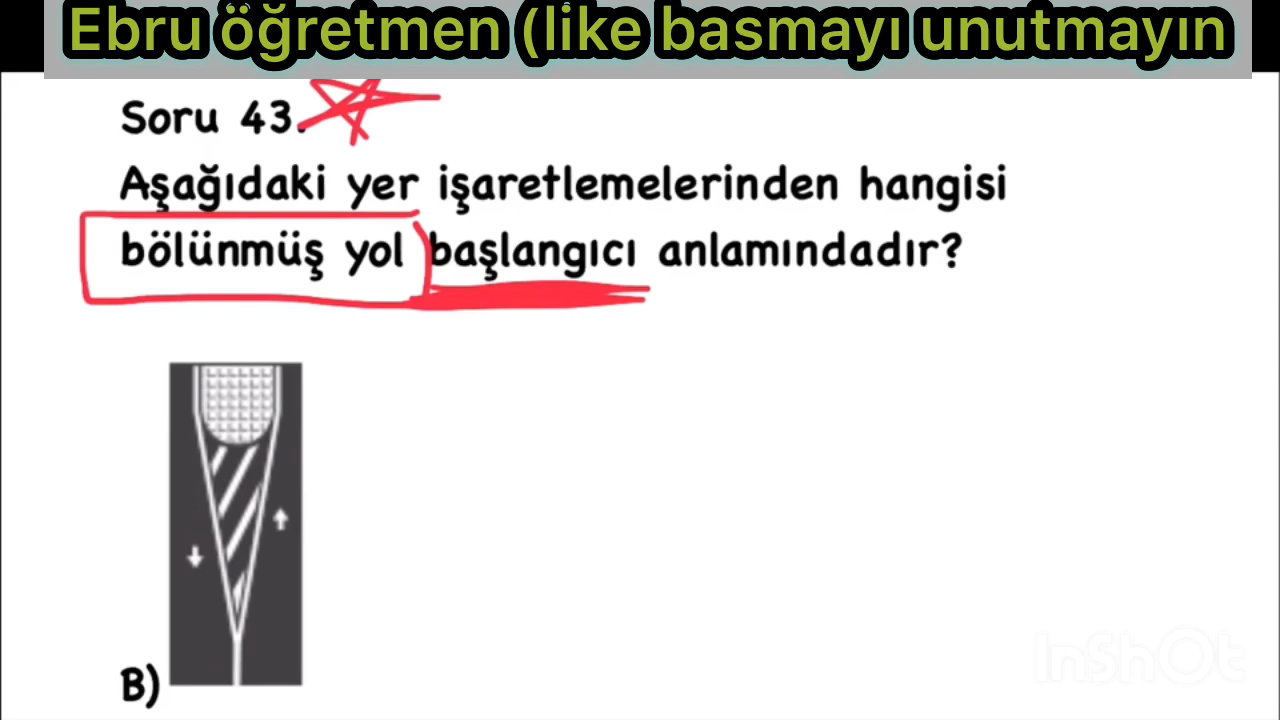 Ebru öğretmen (like basmayı unutmayın
Soru 43.
Aşağıdaki yer işaretlemelerinden hangisi
bölünmüş yol başlangıcı anlamındadır?
B)
InShOt